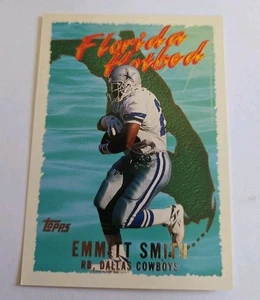 Florida
Hotbed
TOPPS
EMMITT SMITH
RB, DALLAS COWBOYS